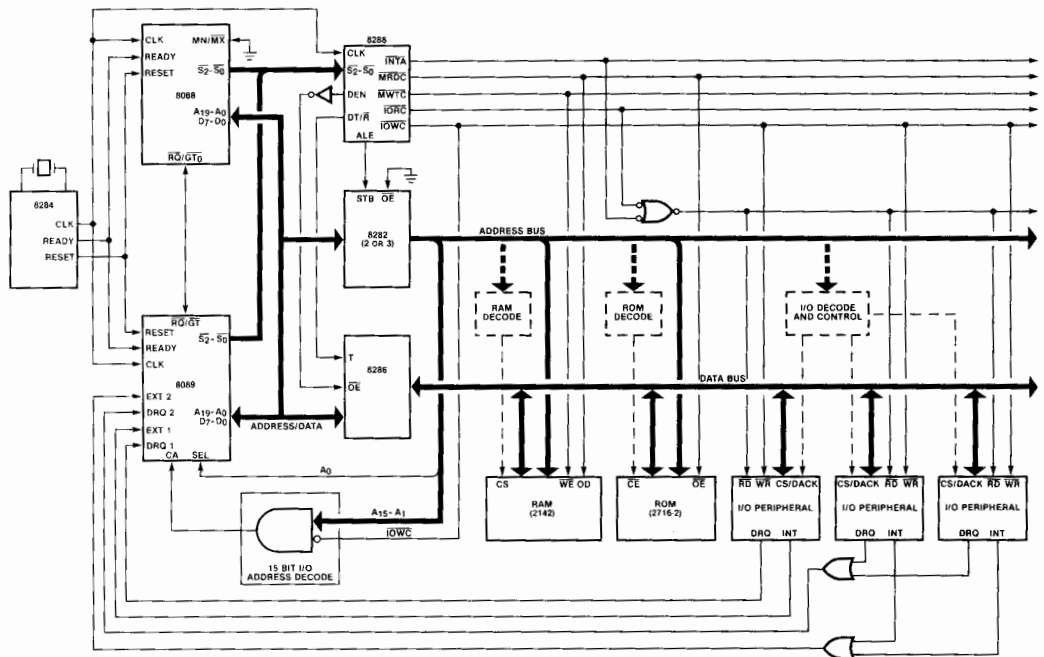 8284
CLK
READY
RESET
CLK
READY
RESET
MN/MX
S2-S0
8088
A19-A0
D7-D0
RQ/GT0
RQ/GT
RESET
READY
CLK
S2-S0
8089
EXT 2
DRQ 2
EXT 1
DRQ 1
A19-A0
D7-D0
CA SEL
ADDRESS/DATA
8288
CLK
S2-S0
DEN
DT/R
ALE
INTA
MRDC
MWTC
IORC
IOWC
STB OE
8282
(2 OR 3)
ADDRESS BUS
8286
T
OE
DATA BUS
RAM
DECODE
ROM
DECODE
I/O DECODE
AND CONTROL
A0
A15-A1
IOWC
15 BIT I/O
ADDRESS DECODE
CS WE OD
RAM
(2142)
CE OE
ROM
(2716-2)
RD WR CS/DACK
I/O PERIPHERAL
DRQ INT
CS/DACK RD WR
I/O PERIPHERAL
DRQ INT
CS/DACK RD WR
I/O PERIPHERAL
DRQ INT